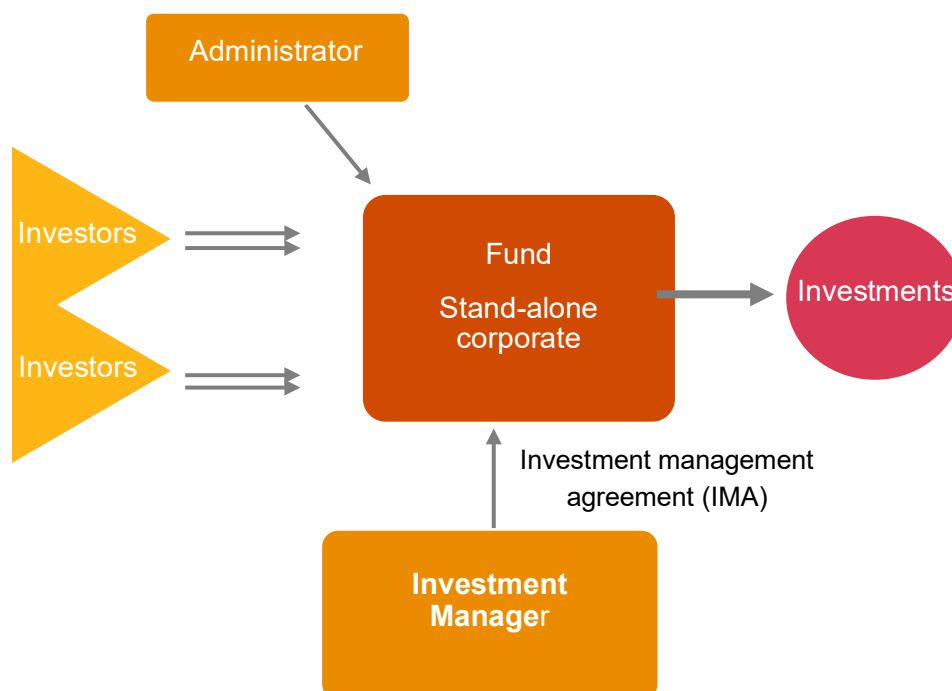 Administrator
Investors
Investors
Fund
Stand-alone
corporate
Investments
Investment management
agreement (IMA)
Investment
Manager